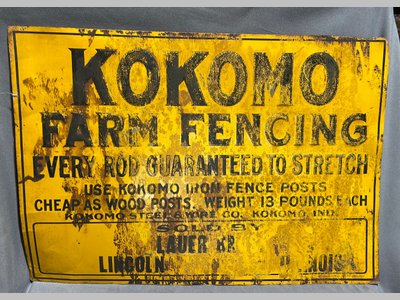 KOKOMO
FARM FENCING
EVERY ROD GUARANTEED TO STRETCH
USE KOKOMO IRON FENCE POSTS
CHEAP AS WOOD POSTS. WEIGHT 13 POUNDS EACH
KOKOMO STEEL & WIRE CO., KOKOMO, IND.
SOLD BY
LAUER
LINCOLN